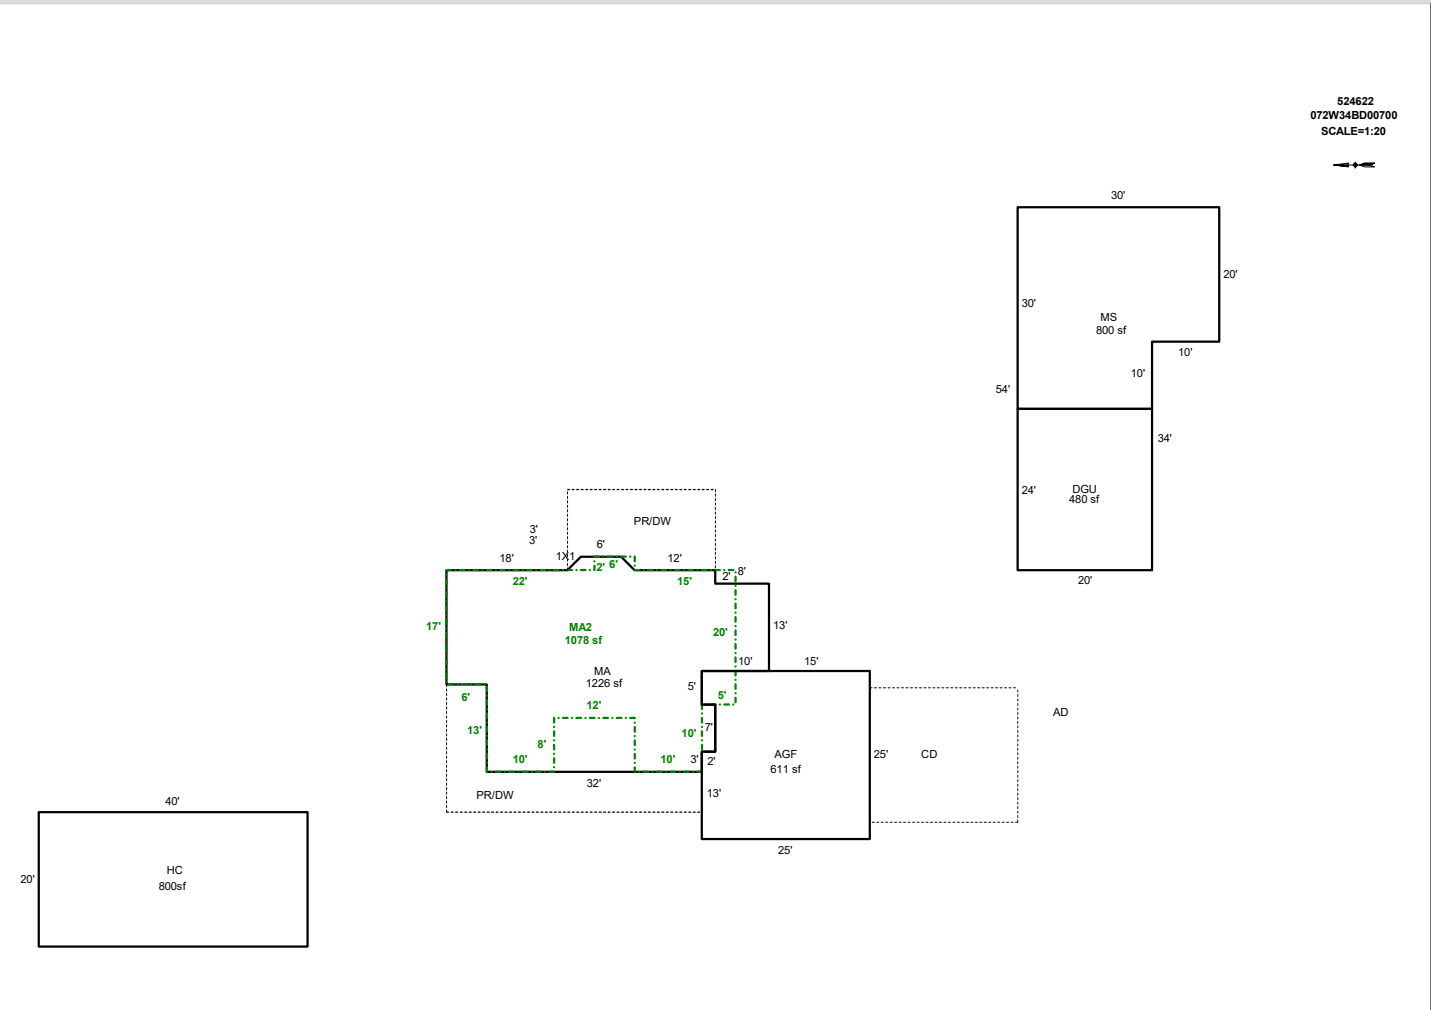 524622
072W34BD00700
SCALE=1:20
30'
20'
30'
MS
800 sf
10'
10'
54'
34'
24'
DGU
480 sf
20'
PR/DW
3'
3'
6'
18'
1X1
12'
2'
6'
2'
8'
22'
15'
17'
MA2
1078 sf
20'
13'
MA
1226 sf
10'
15'
5'
6'
5'
12'
13'
8'
10'
7'
10'
10'
3'
2'
32'
PR/DW
13'
AGF
611 sf
25'
CD
AD
25'
40'
20'
HC
800sf